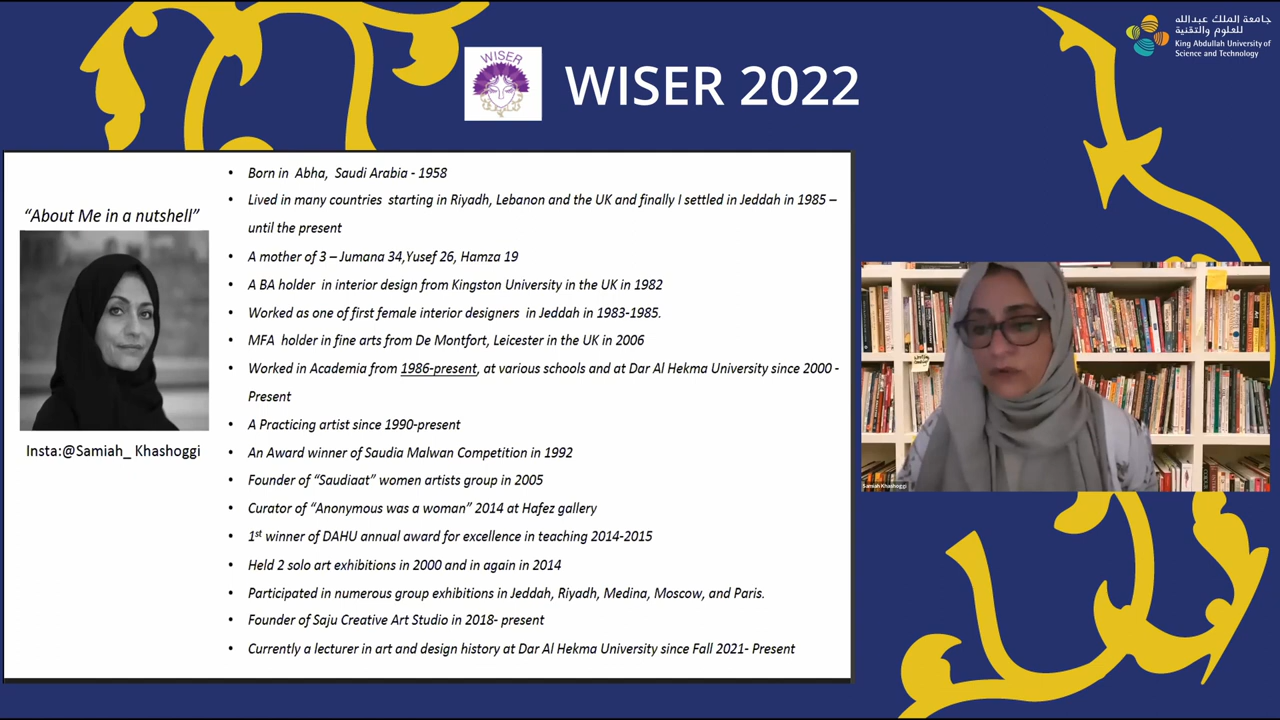 WISER
WISER 2022
جامعة الملك عبدالله
للعلوم والتقنية
King Abdullah University of
Science and Technology
"About Me in a nutshell"
Insta:@Samiah_ Khashoggi
• Born in Abha, Saudi Arabia - 1958
• Lived in many countries starting in Riyadh, Lebanon and the UK and finally I settled in Jeddah in 1985 –
until the present
• A mother of 3 – Jumana 34,Yusef 26, Hamza 19
• A BA holder in interior design from Kingston University in the UK in 1982
• Worked as one of first female interior designers in Jeddah in 1983-1985.
• MFA holder in fine arts from De Montfort, Leicester in the UK in 2006
• Worked in Academia from 1986-present, at various schools and at Dar Al Hekma University since 2000 -
Present
• A Practicing artist since 1990-present
• An Award winner of Saudia Malwan Competition in 1992
• Founder of "Saudiaat" women artists group in 2005
• Curator of "Anonymous was a woman" 2014 at Hafez gallery
• 1st winner of DAHU annual award for excellence in teaching 2014-2015
• Held 2 solo art exhibitions in 2000 and in again in 2014
• Participated in numerous group exhibitions in Jeddah, Riyadh, Medina, Moscow, and Paris.
• Founder of Saju Creative Art Studio in 2018- present
• Currently a lecturer in art and design history at Dar Al Hekma University since Fall 2021- Present
Samiah Khashoggi